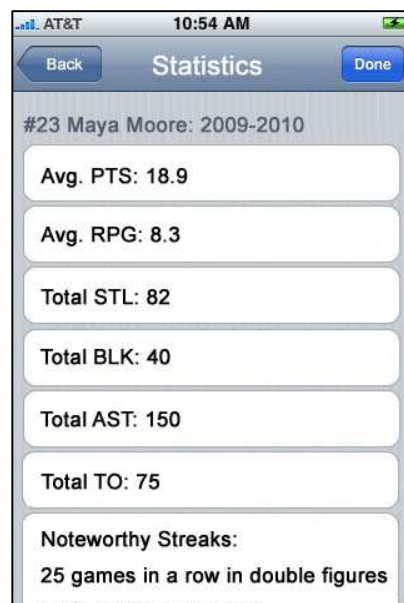 AT&T 10:54 AM
Back Statistics Done
#23 Maya Moore: 2009-2010
Avg. PTS: 18.9
Avg. RPG: 8.3
Total STL: 82
Total BLK: 40
Total AST: 150
Total TO: 75
Noteworthy Streaks:
25 games in a row in double figures